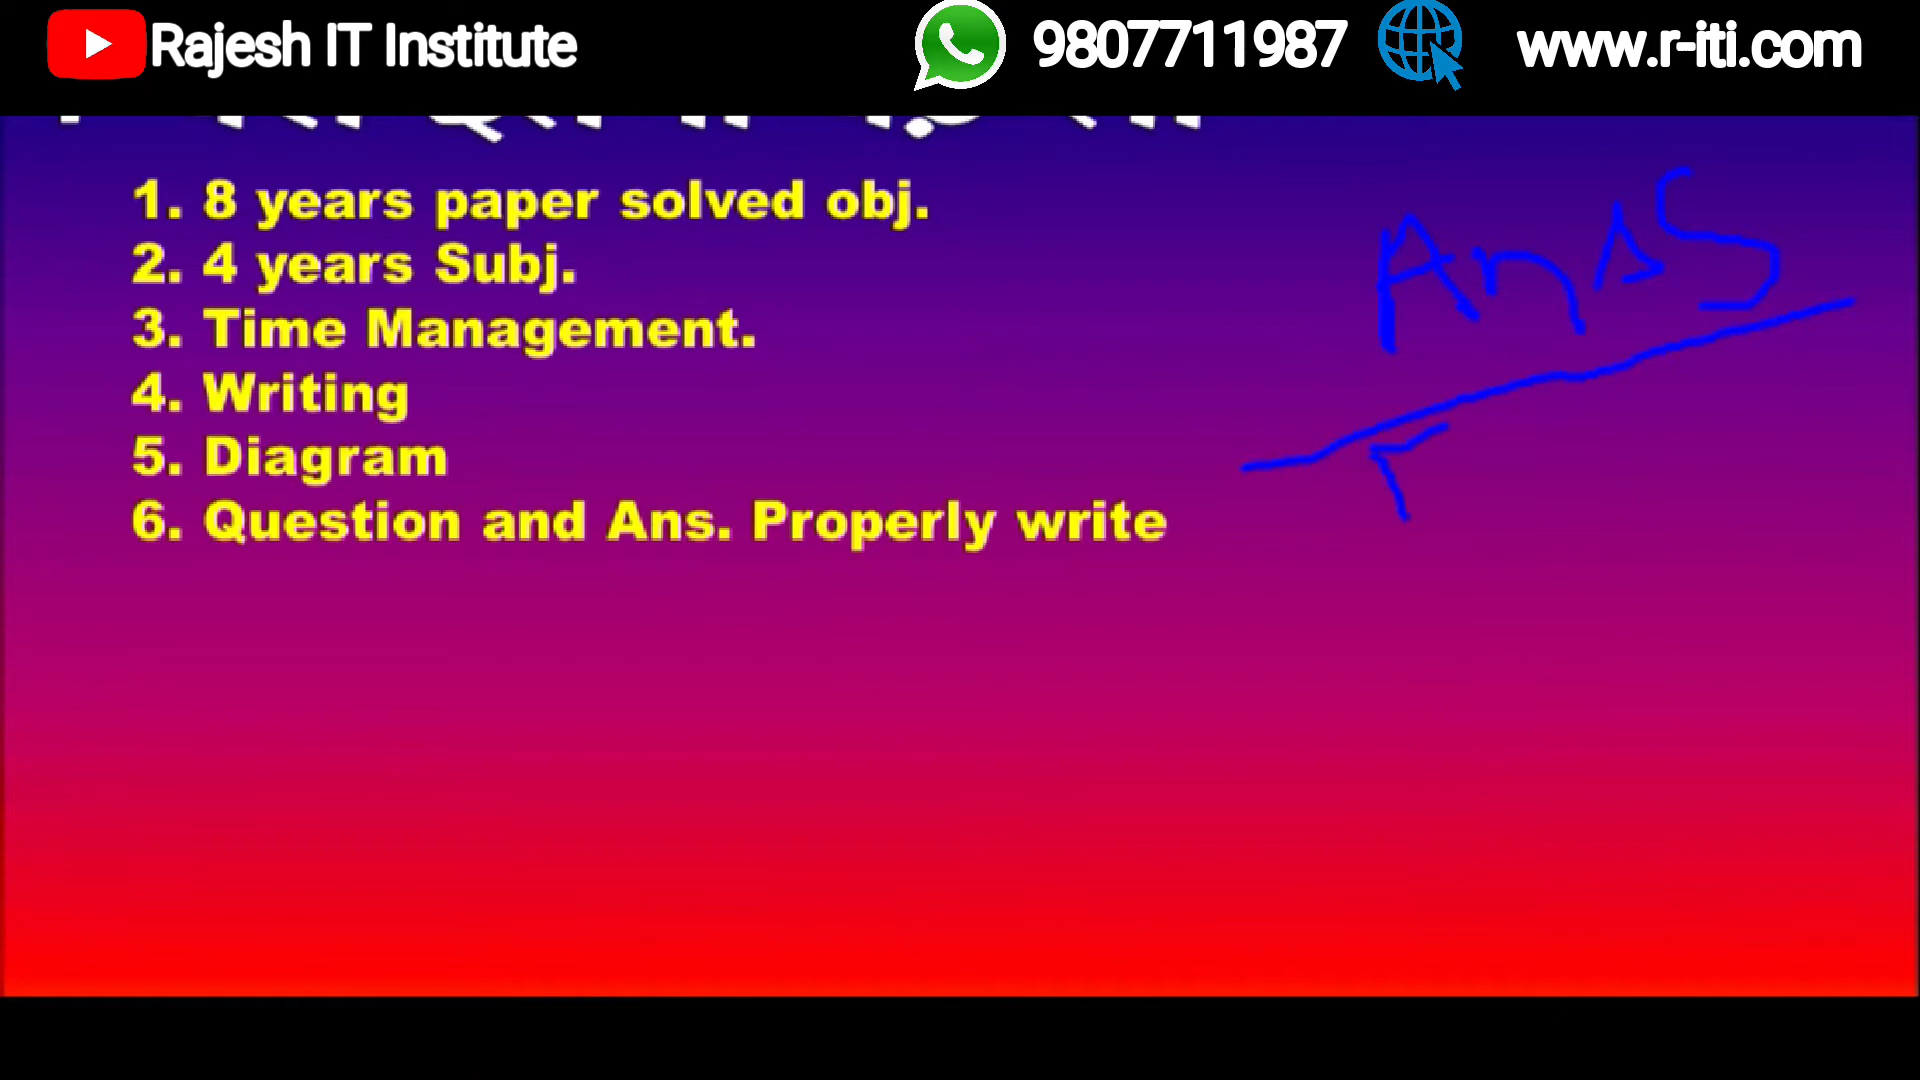 Rajesh IT Institute 9807711987 www.r-iti.com
1. 8 years paper solved obj.
2. 4 years Subj.
3. Time Management.
4. Writing
5. Diagram
6. Question and Ans. Properly write